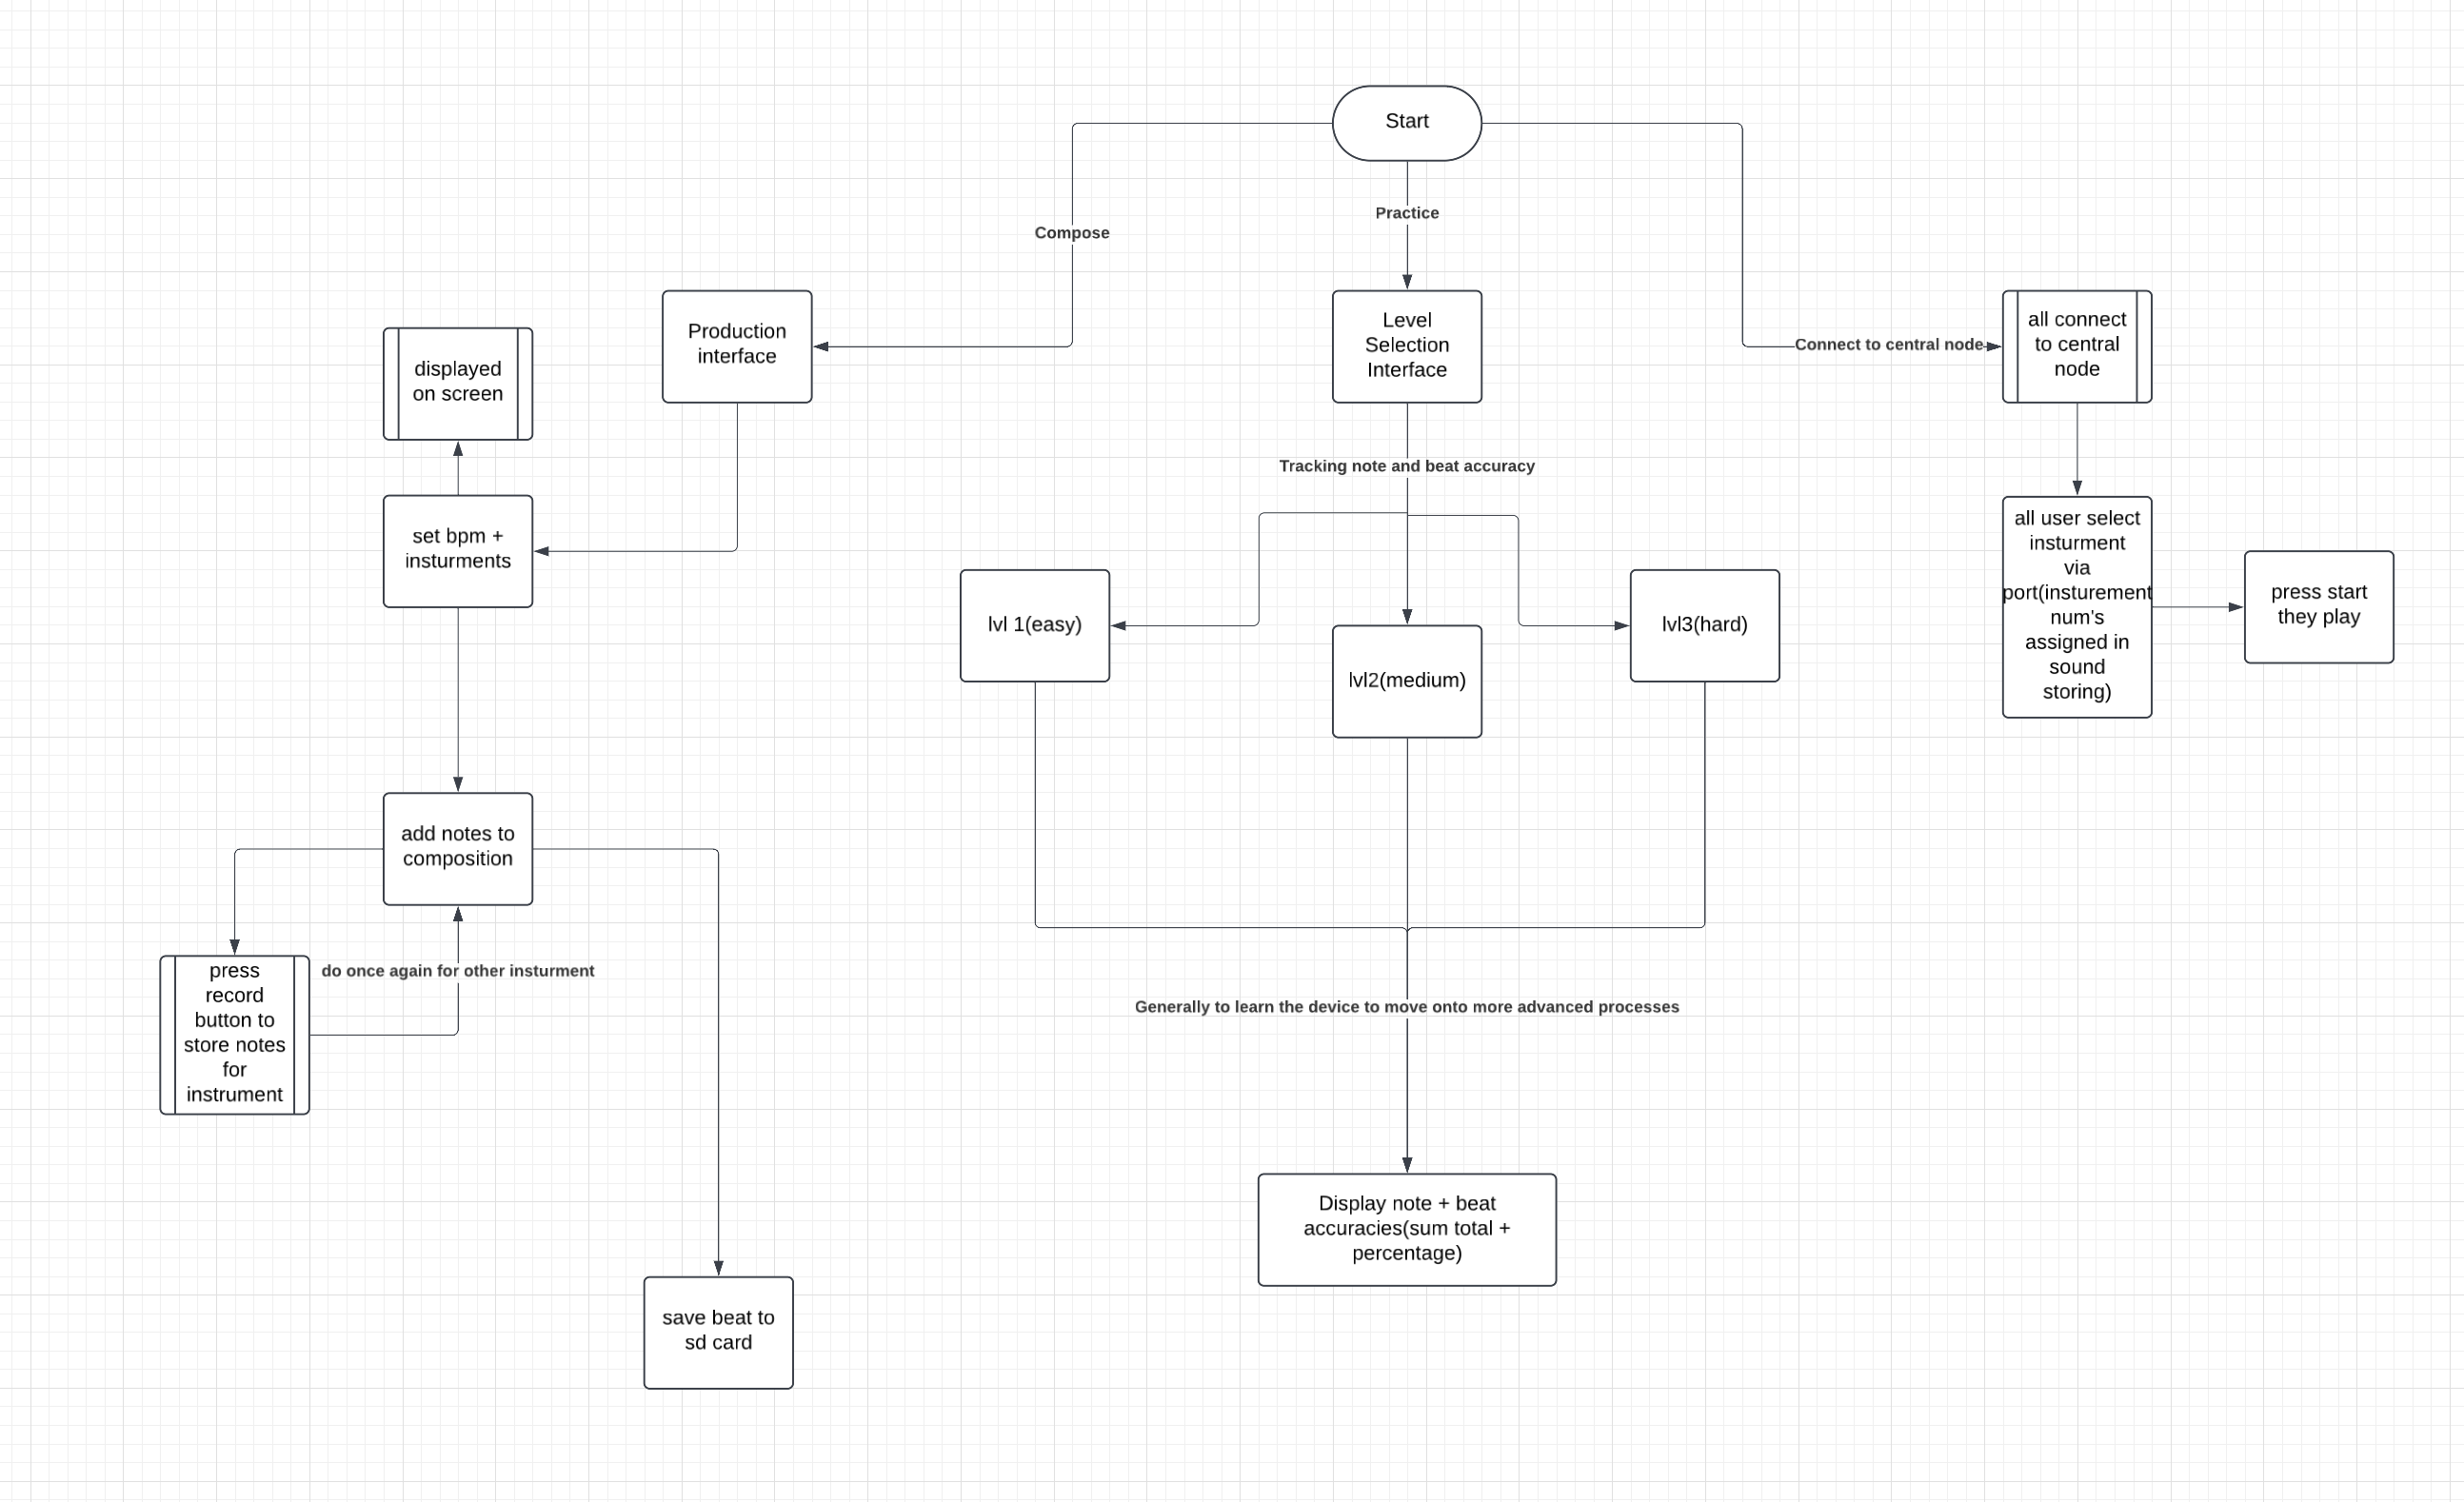 Start
Compose
Practice
Connect to central node
Production
interface
Level
Selection
Interface
all connect
to central
node
displayed
on screen
set bpm +
insturments
Tracking note and beat accuracy
lvl 1(easy)
lvl2(medium)
lvl3(hard)
all user select
insturment
via
port(insturement
num's
assigned in
sound
storing)
press start
they play
add notes to
composition
press
record
button to
store notes
for
instrument
do once again for other insturment
Generally to learn the device to move onto more advanced processes
Display note + beat
accuracies(sum total +
percentage)
save beat to
sd card